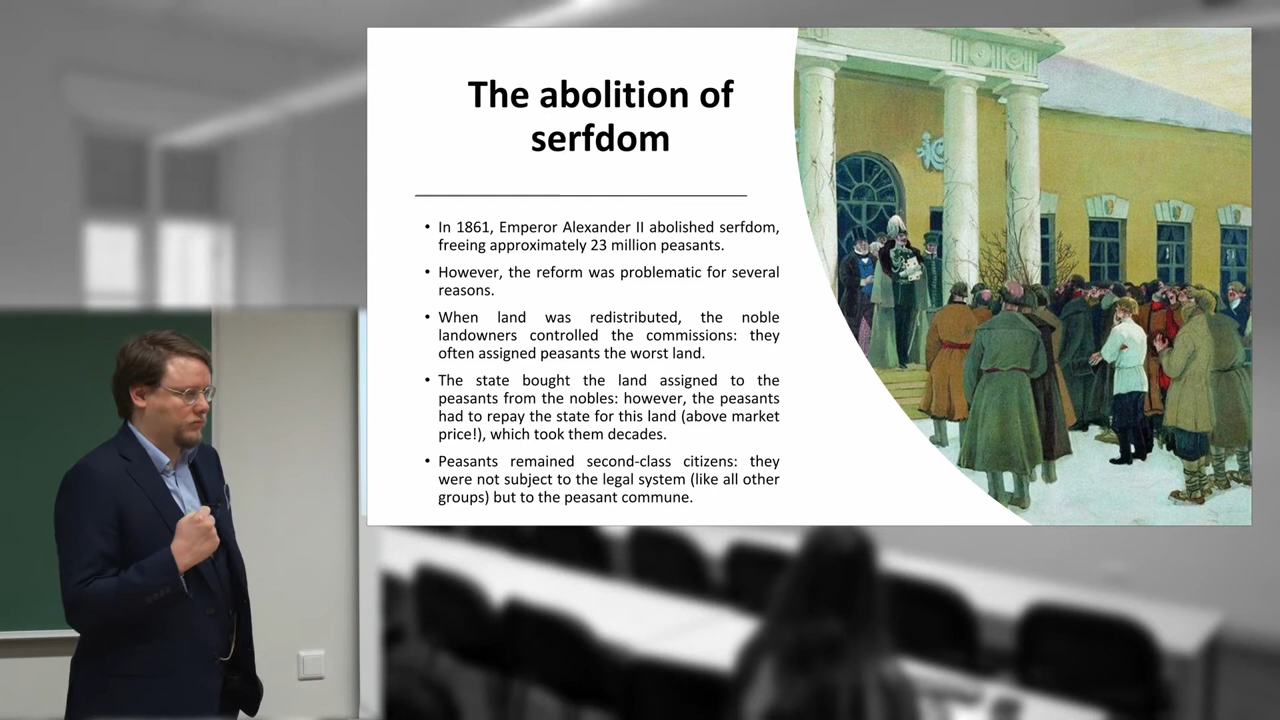 The abolition of
serfdom
• In 1861, Emperor Alexander II abolished serfdom,
freeing approximately 23 million peasants.
• However, the reform was problematic for several
reasons.
• When land was redistributed, the noble
landowners controlled the commissions: they
often assigned peasants the worst land.
• The state bought the land assigned to the
peasants from the nobles: however, the peasants
had to repay the state for this land (above market
price!), which took them decades.
• Peasants remained second-class citizens: they
were not subject to the legal system (like all other
groups) but to the peasant commune.